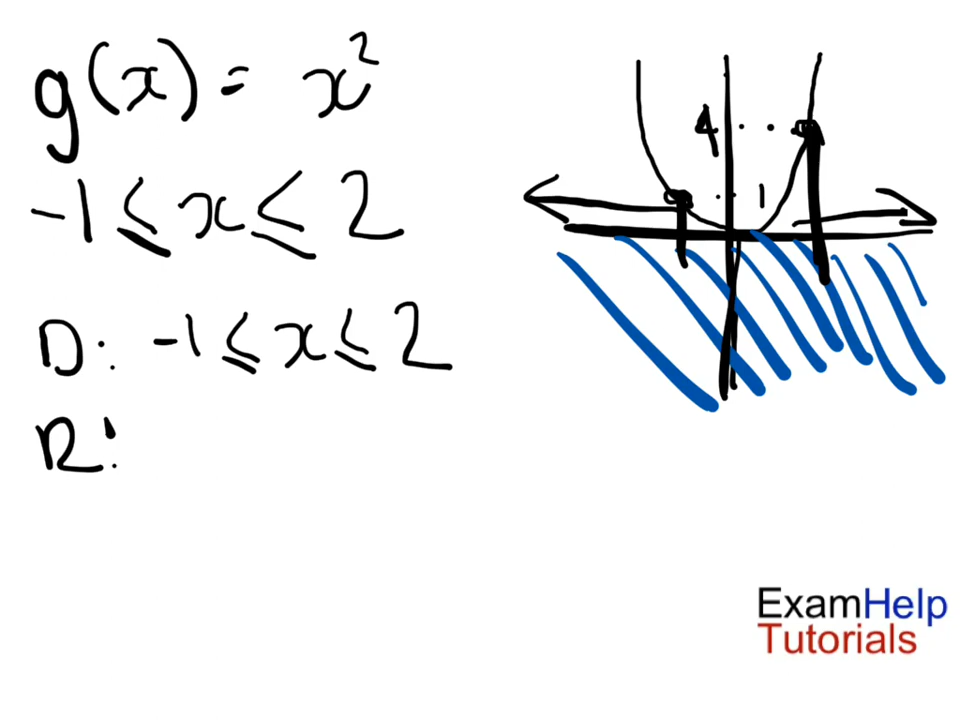 g(x) = x²
-1 ≤ x ≤ 2
D: -1 ≤ x ≤ 2
R:
4
1
ExamHelp
Tutorials